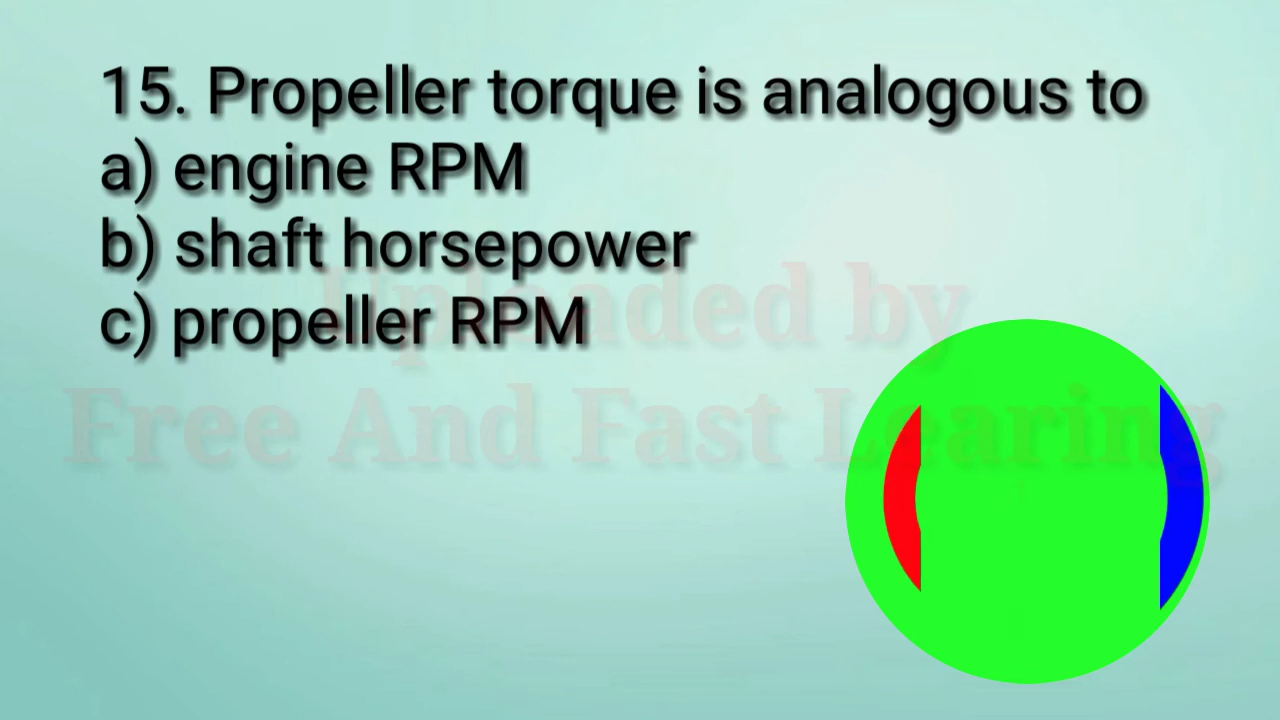 15. Propeller torque is analogous to
a) engine RPM
b) shaft horsepower
c) propeller RPM
Uploaded by
Free And Fast Learing